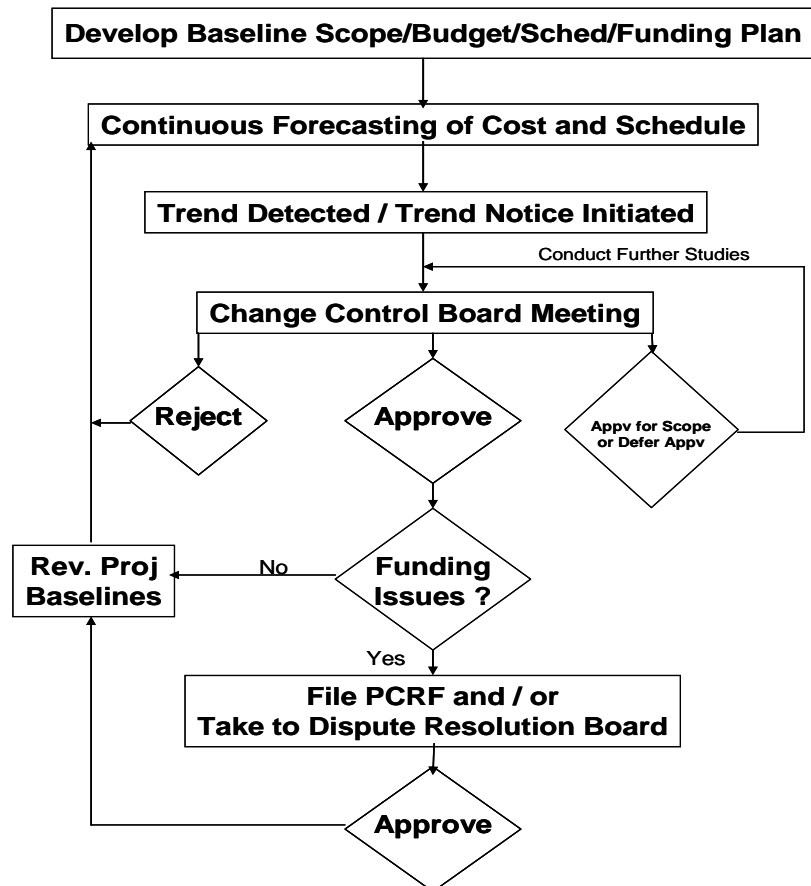 Develop Baseline Scope/Budget/Sched/Funding Plan
Continuous Forecasting of Cost and Schedule
Trend Detected / Trend Notice Initiated
Conduct Further Studies
Change Control Board Meeting
Reject
Approve
Appv for Scope
or Defer Appv
Rev. Proj
Baselines
No
Funding
Issues ?
Yes
File PCRF and / or
Take to Dispute Resolution Board
Approve